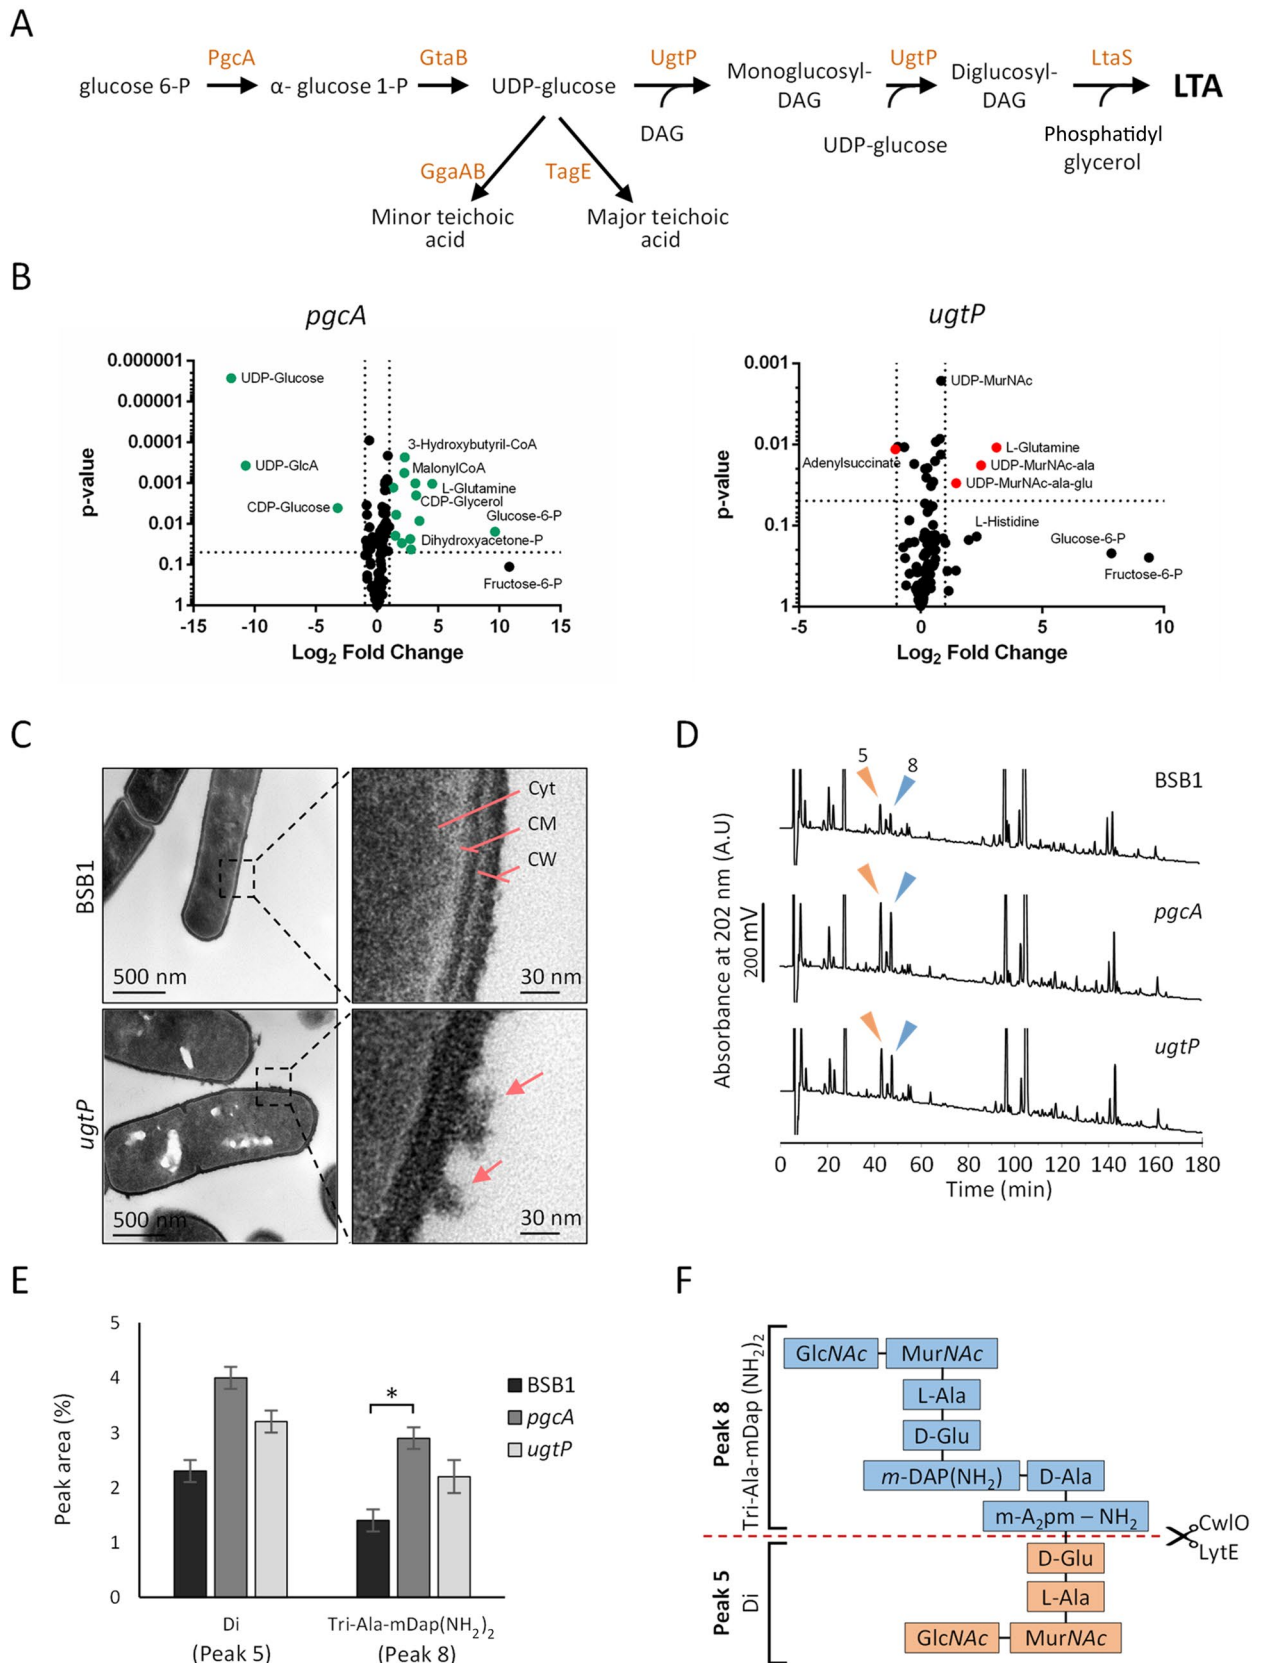 A
PgcA
GtaB
UgtP
UgtP
LtaS
glucose 6-P
α- glucose 1-P
UDP-glucose
Monoglucosyl-
DAG
Diglucosyl-
DAG
LTA
DAG
UDP-glucose
Phosphatidyl
glycerol
GgaAB
TagE
Minor teichoic
acid
Major teichoic
acid
B
pgcA
p-value
0.000001
0.00001
0.0001
0.001
0.01
0.1
1
UDP-Glucose
UDP-GlcA
CDP-Glucose
3-Hydroxybutyril-CoA
MalonylCoA
L-Glutamine
CDP-Glycerol
Glucose-6-P
Dihydroxyacetone-P
Fructose-6-P
-15 -10 -5 0 5 10 15
Log2 Fold Change
ugtP
p-value
0.001
0.01
0.1
1
UDP-MurNAc
L-Glutamine
Adenylsuccinate
UDP-MurNAc-ala
UDP-MurNAc-ala-glu
L-Histidine
Glucose-6-P
Fructose-6-P
-5 0 5 10
Log2 Fold Change
C
BSB1
500 nm
Cyt
CM
CW
30 nm
ugtP
500 nm
30 nm
D
Absorbance at 202 nm (A.U)
200 mV
5
8
BSB1
pgcA
ugtP
0 20 40 60 80 100 120 140 160 180
Time (min)
E
Peak area (%)
5
4
3
2
1
0
*
BSB1
pgcA
ugtP
Di
(Peak 5)
Tri-Ala-mDap(NH2)2
(Peak 8)
F
Peak 8
Tri-Ala-mDap (NH2)2
GlcNAc
MurNAc
L-Ala
D-Glu
m-DAP(NH2)
D-Ala
m-A2pm – NH2
CwlO
LytE
Peak 5
Di
D-Glu
L-Ala
GlcNAc
MurNAc